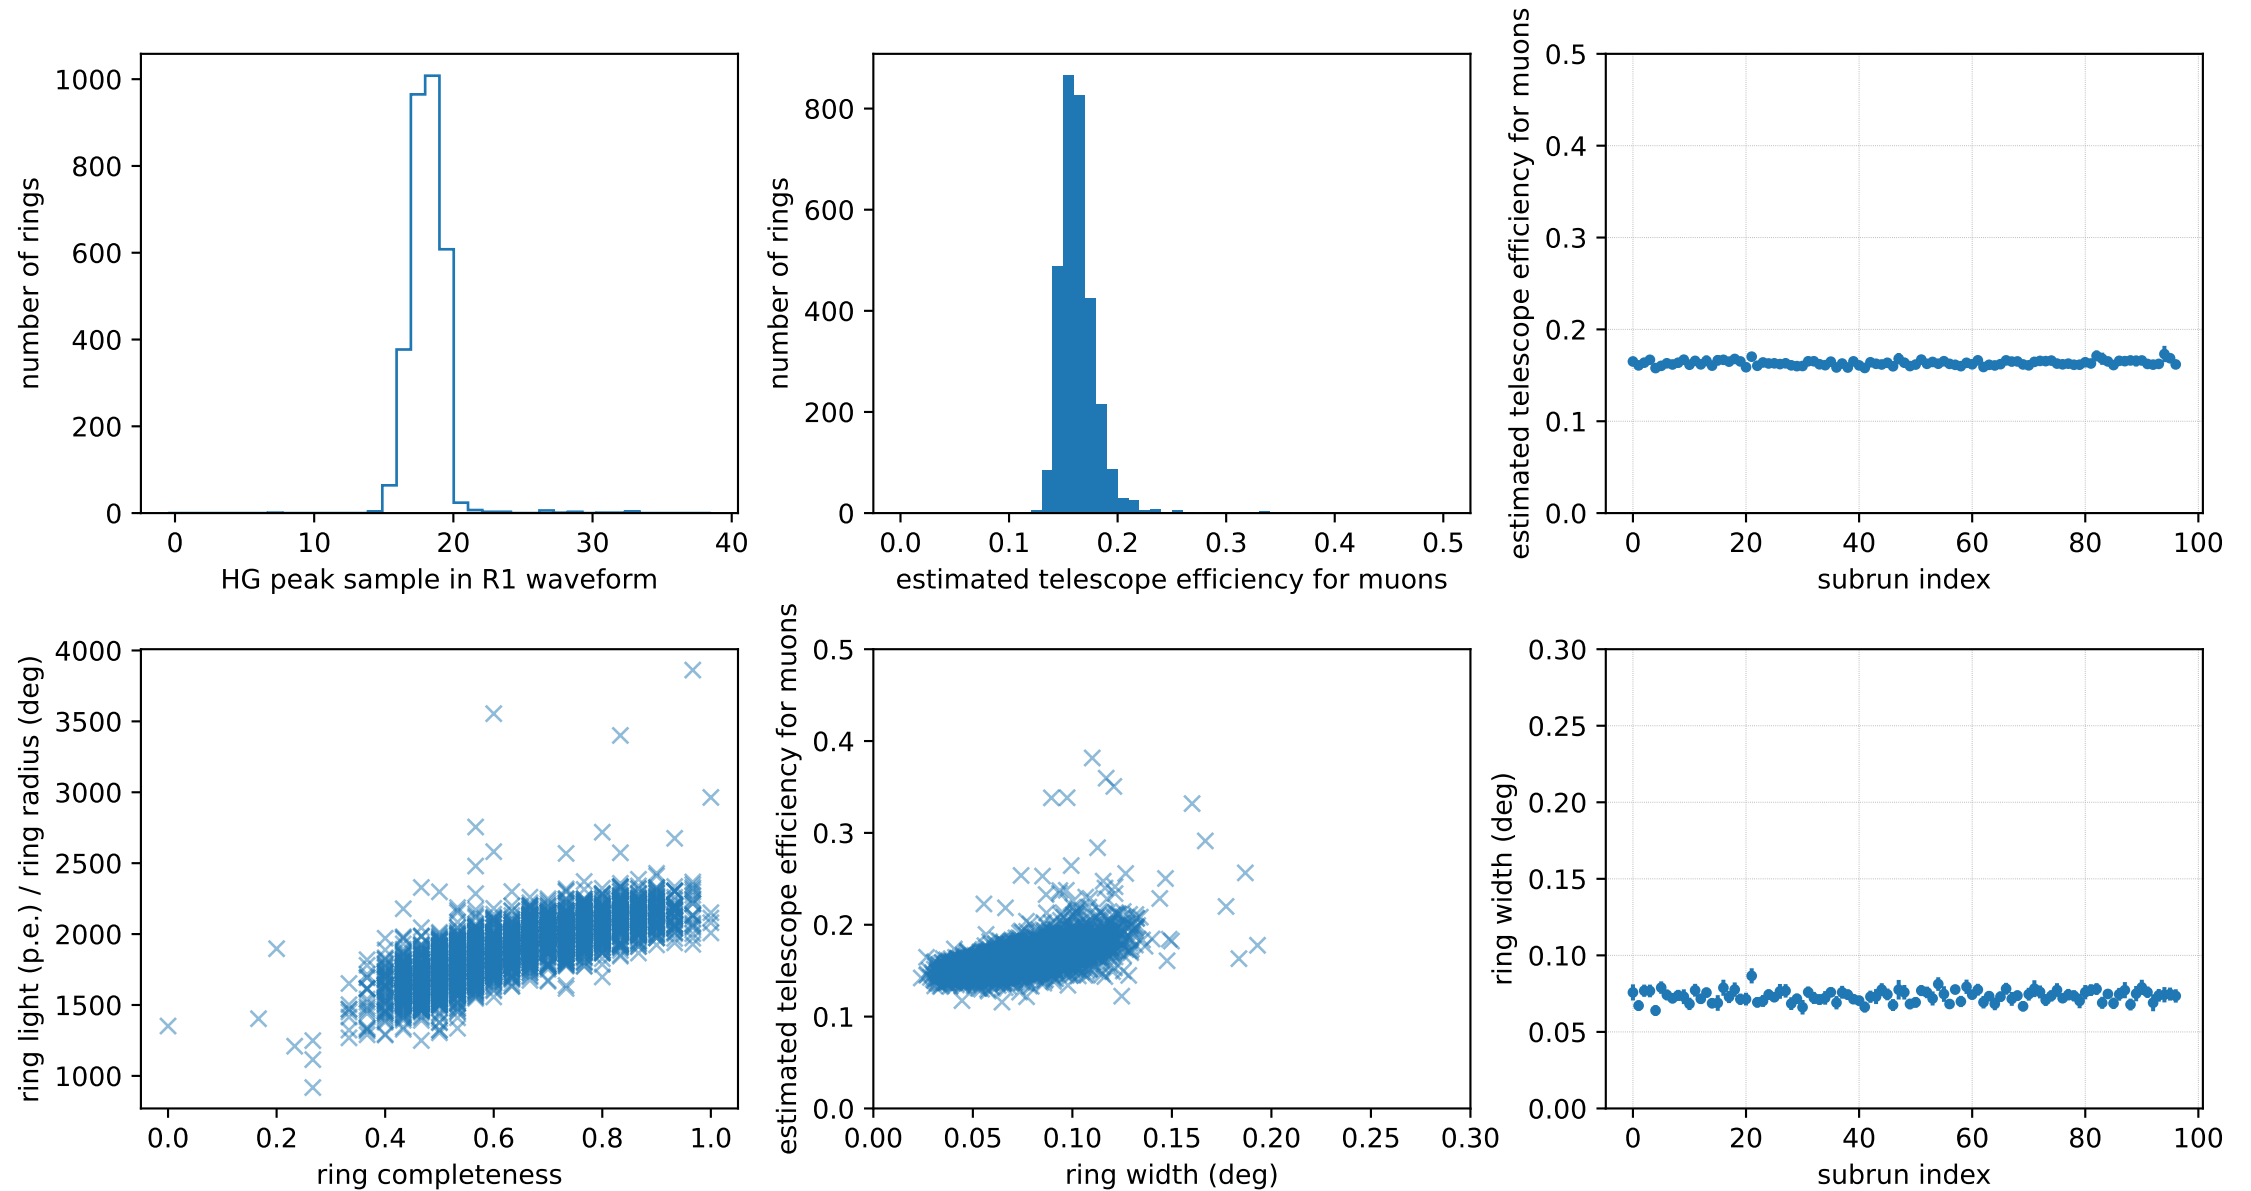 number of rings
1000
800
600
400
200
0
0 10 20 30 40
HG peak sample in R1 waveform
number of rings
800
600
400
200
0
0.0 0.1 0.2 0.3 0.4 0.5
estimated telescope efficiency for muons
estimated telescope efficiency for muons
0.5
0.4
0.3
0.2
0.1
0.0
0 20 40 60 80 100
subrun index
ring light (p.e.) / ring radius (deg)
4000
3500
3000
2500
2000
1500
1000
0.0 0.2 0.4 0.6 0.8 1.0
ring completeness
estimated telescope efficiency for muons
0.5
0.4
0.3
0.2
0.1
0.0
0.00 0.05 0.10 0.15 0.20 0.25 0.30
ring width (deg)
ring width (deg)
0.30
0.25
0.20
0.15
0.10
0.05
0.00
0 20 40 60 80 100
subrun index